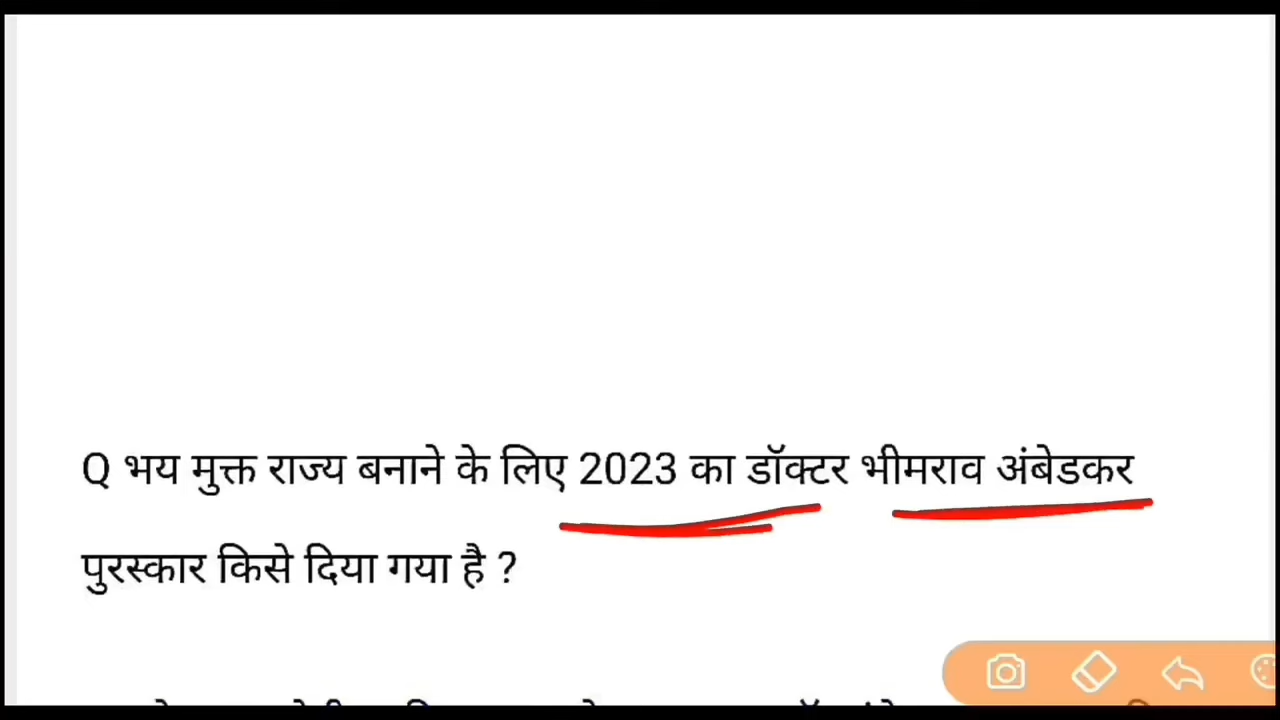 Q भय मुक्त राज्य बनाने के लिए 2023 का डॉक्टर भीमराव अंबेडकर
पुरस्कार किसे दिया गया है ?